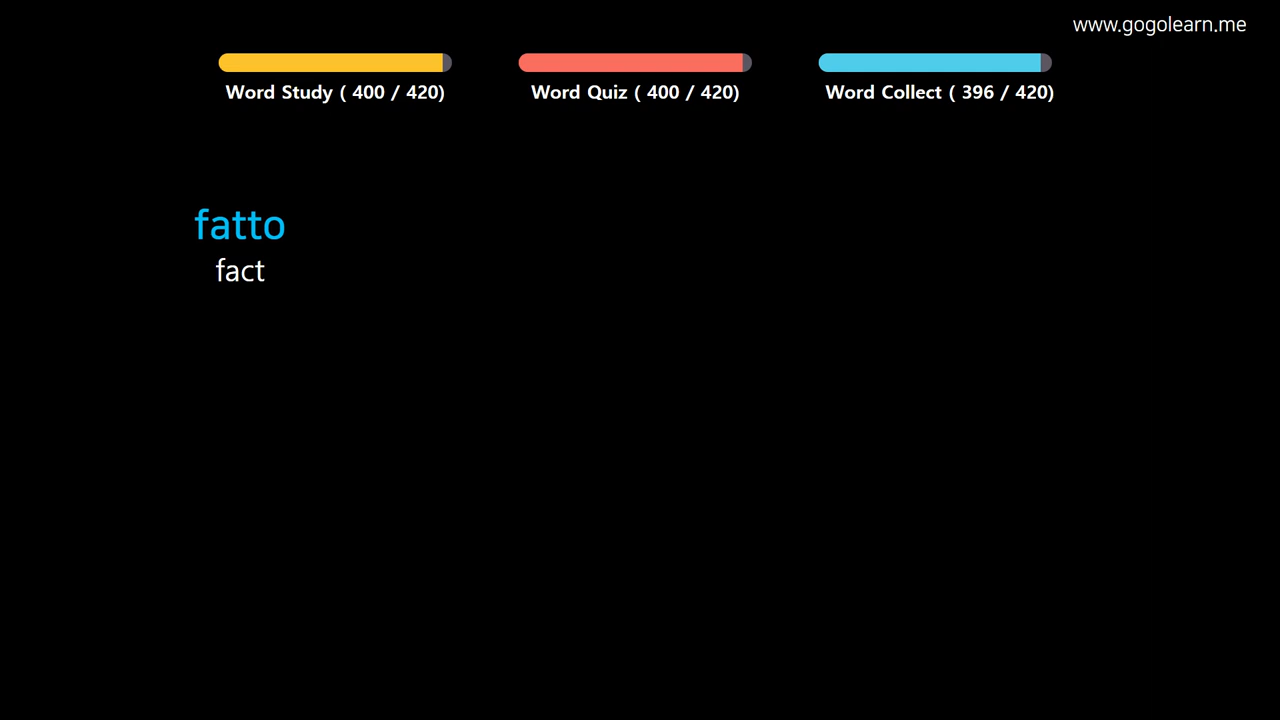 www.gogolearn.me
Word Study ( 400 / 420)
Word Quiz ( 400 / 420)
Word Collect ( 396 / 420)
fatto
fact